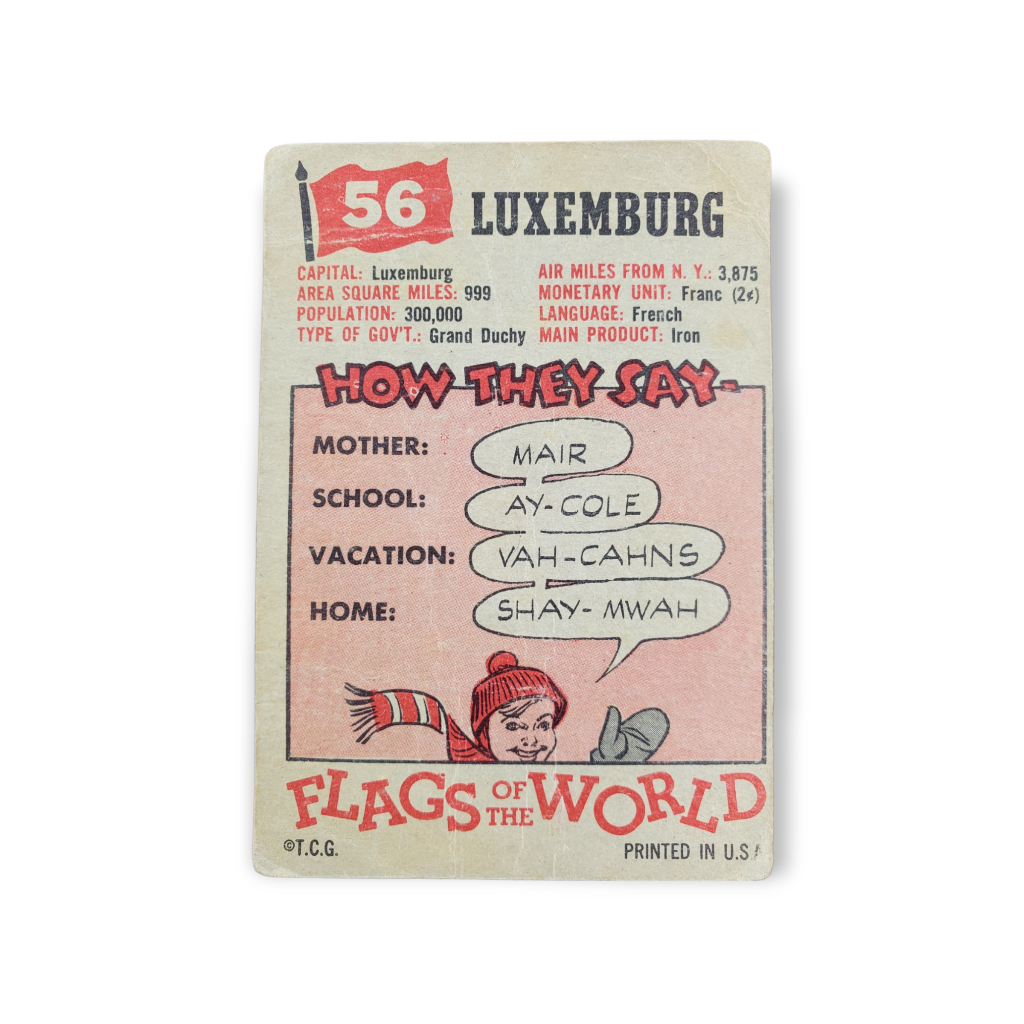 56 LUXEMBURG
CAPITAL: Luxemburg
AREA SQUARE MILES: 999
POPULATION: 300,000
TYPE OF GOV'T.: Grand Duchy
AIR MILES FROM N. Y.: 3,875
MONETARY UNIT: Franc (2¢)
LANGUAGE: French
MAIN PRODUCT: Iron
HOW THEY SAY-
MOTHER: MAIR
SCHOOL: AY-COLE
VACATION: VAH-CAHNS
HOME: SHAY-MWAH
FLAGS OF THE WORLD
©T.C.G. PRINTED IN U.S.A